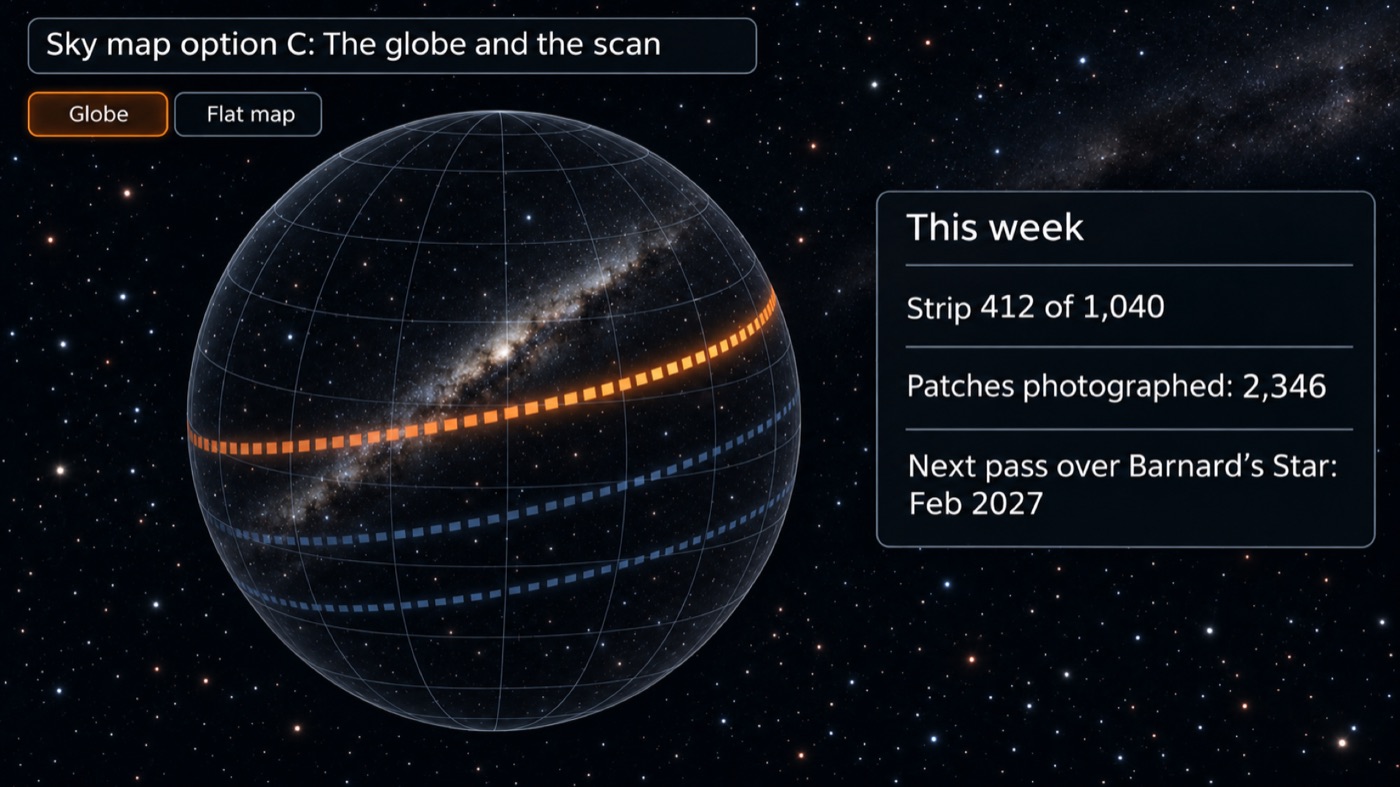 Sky map option C: The globe and the scan
Globe
Flat map
This week
Strip 412 of 1,040
Patches photographed: 2,346
Next pass over Barnard’s Star:
Feb 2027